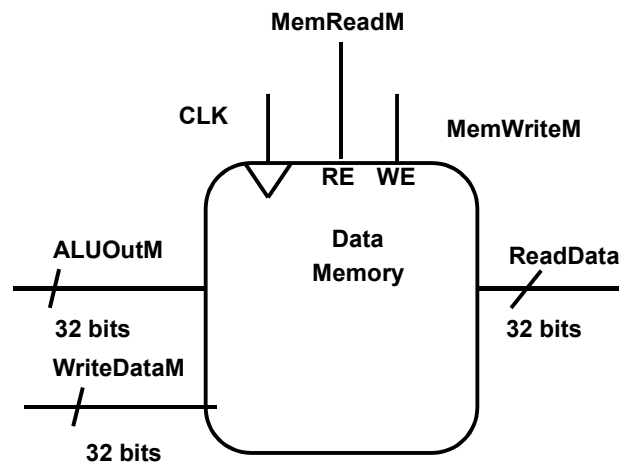 MemReadM
CLK
MemWriteM
RE WE
Data
Memory
ALUOutM
32 bits
ReadData
32 bits
WriteDataM
32 bits